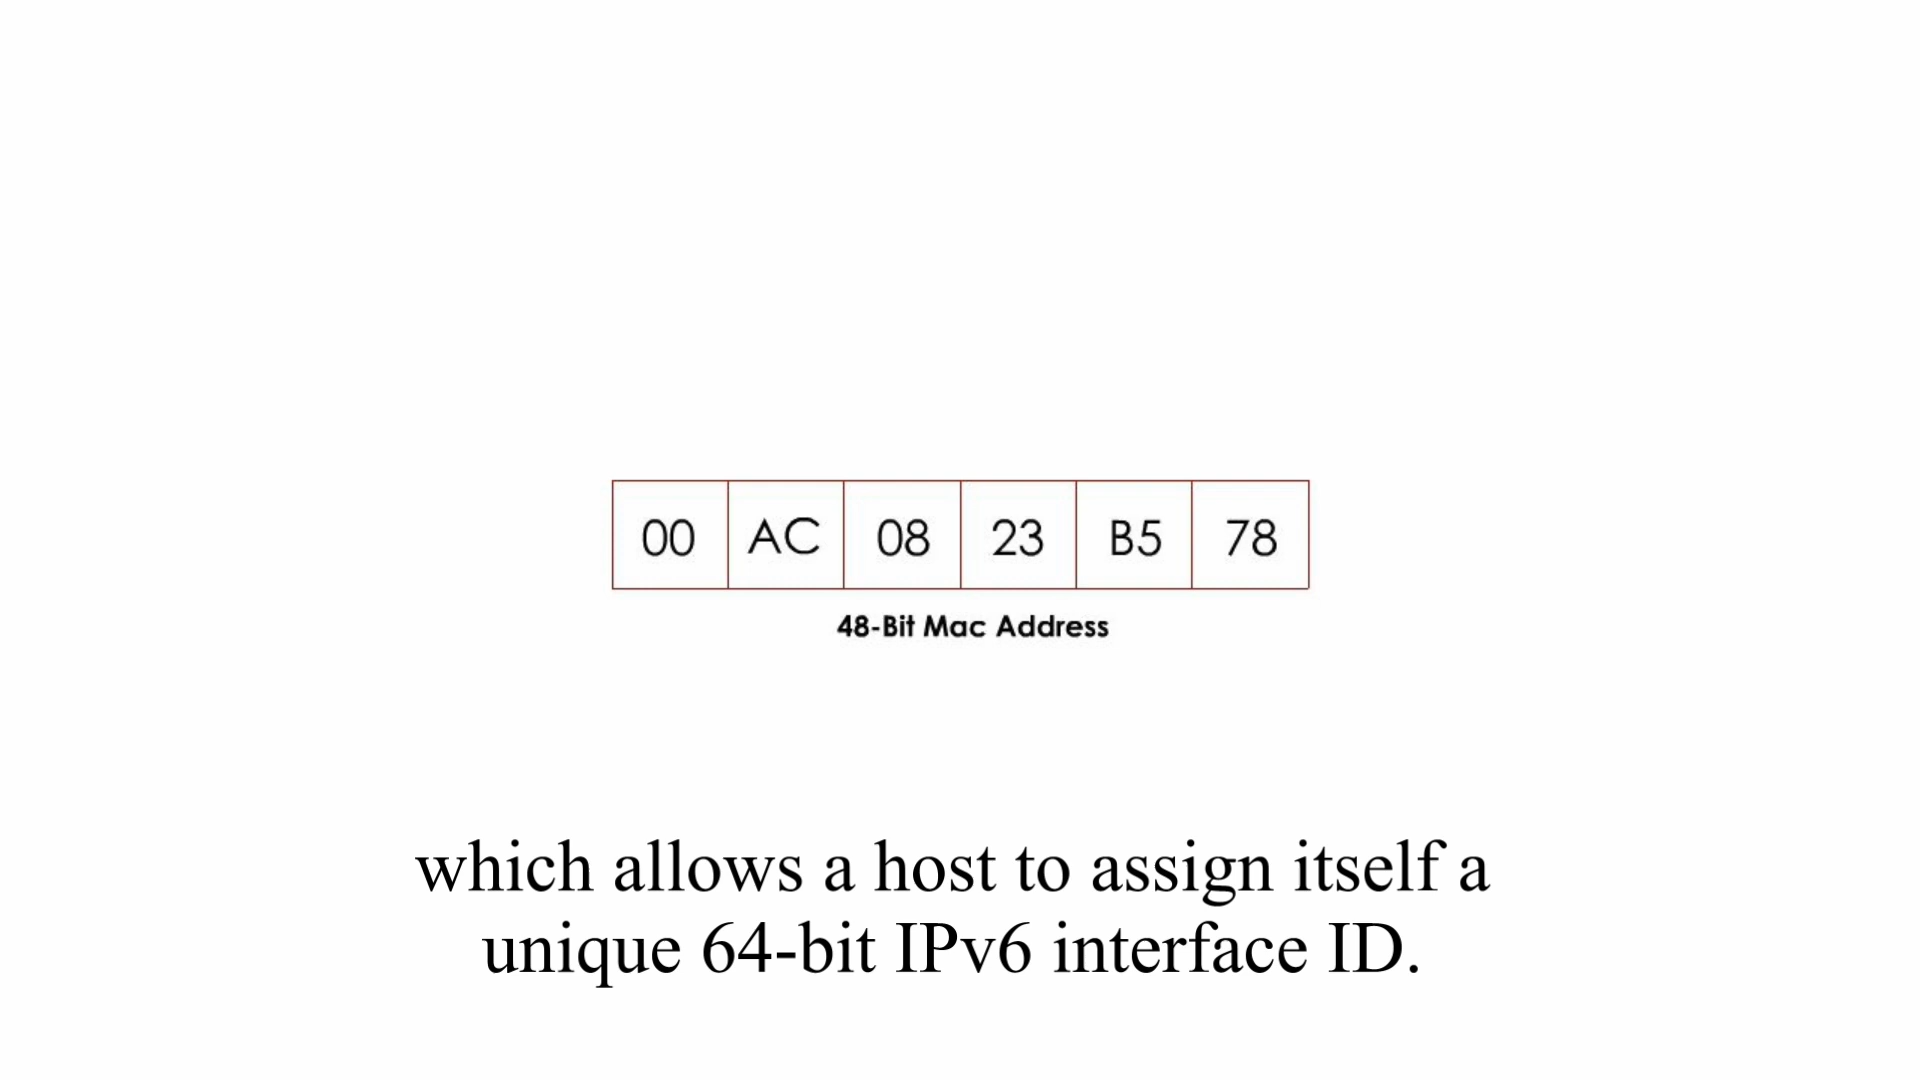 00 AC 08 23 B5 78
48-Bit Mac Address
which allows a host to assign itself a
unique 64-bit IPv6 interface ID.